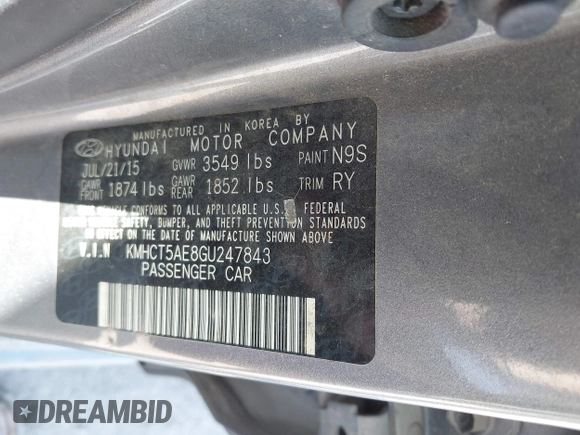 MANUFACTURED IN KOREA BY
HYUNDAI MOTOR COMPANY
JUL/21/15 GVWR 3549 lbs PAINT N9S
GAWR FRONT 1874 lbs GAWR REAR 1852 lbs TRIM RY
VEHICLE CONFORMS TO ALL APPLICABLE U.S. FEDERAL
SAFETY, BUMPER, AND THEFT PREVENTION STANDARDS
IN EFFECT ON THE DATE OF MANUFACTURE SHOWN ABOVE
V.I.N KMHCT5AE8GU247843
PASSENGER CAR
DREAMBID